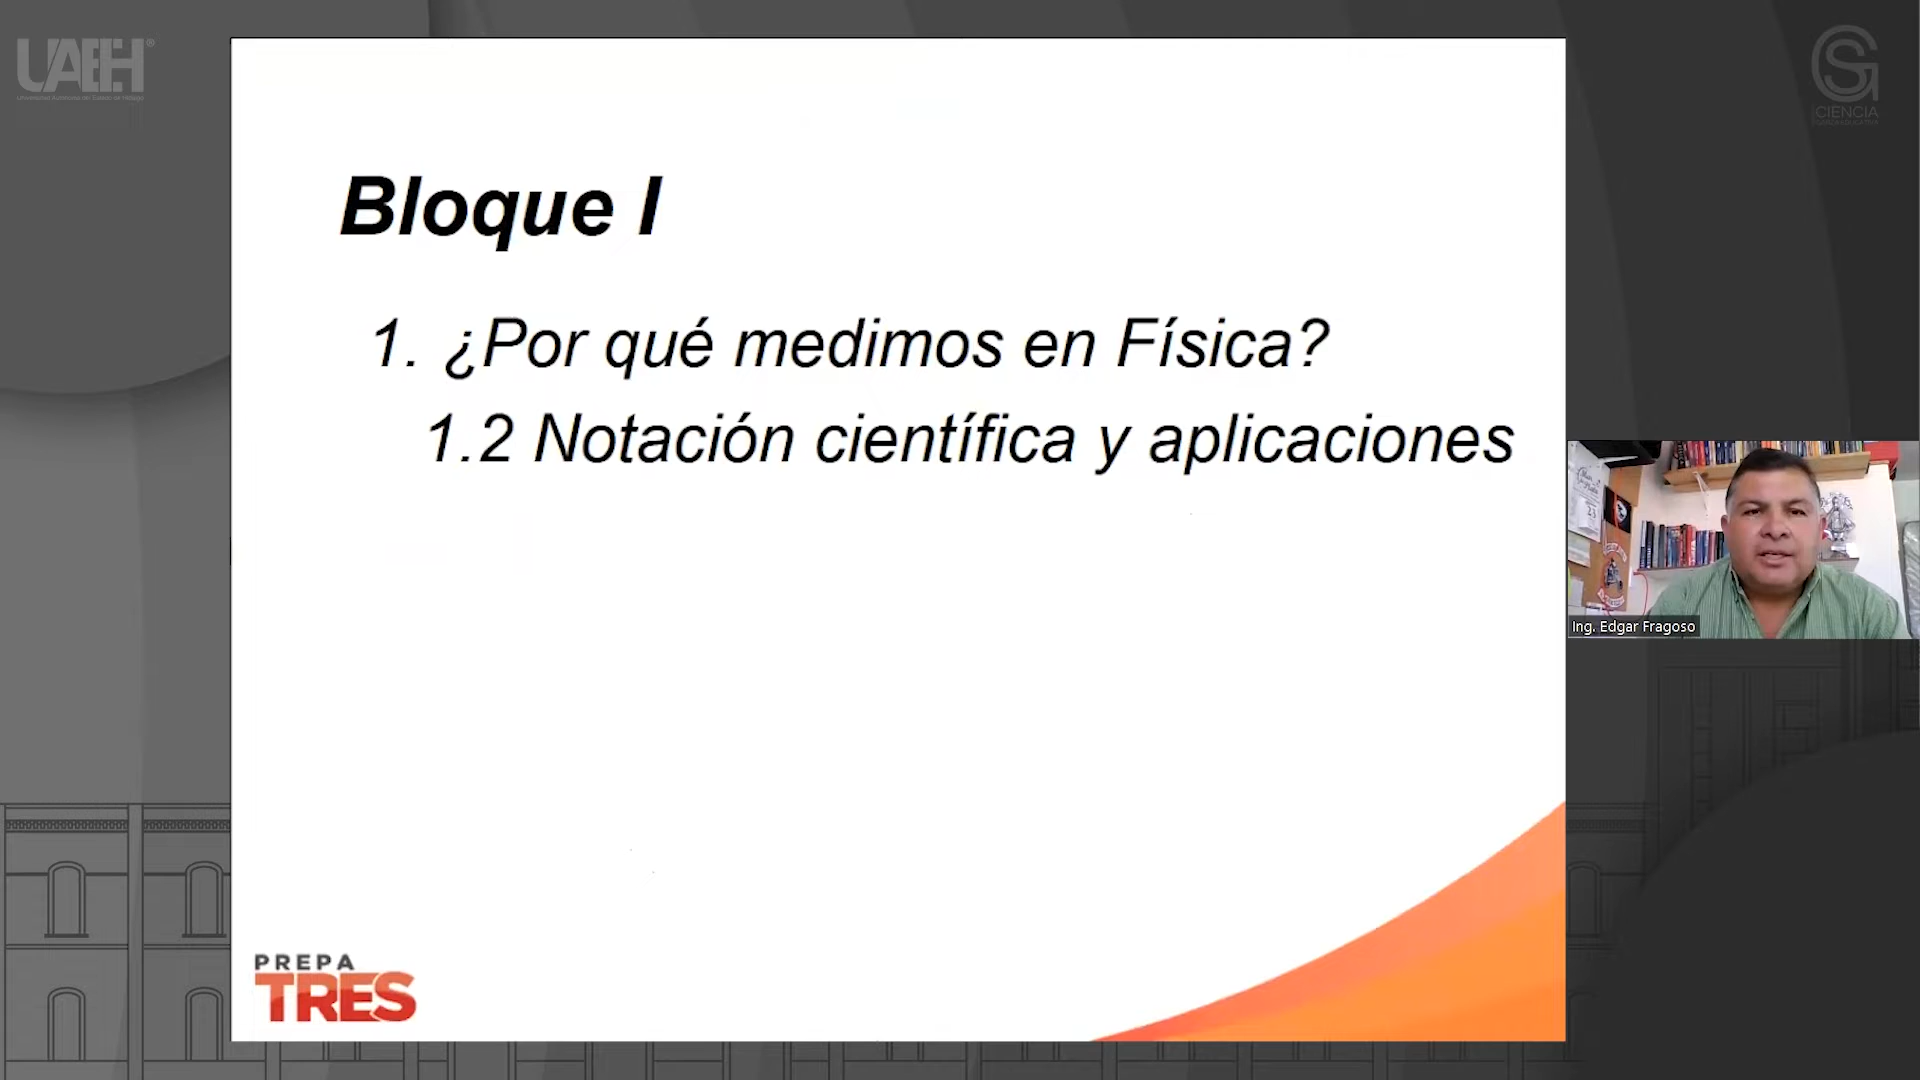 UAEH
Bloque I
1. ¿Por qué medimos en Física?
1.2 Notación científica y aplicaciones
CIENCIA
23
Ing. Edgar Fragoso
PREPA
TRES